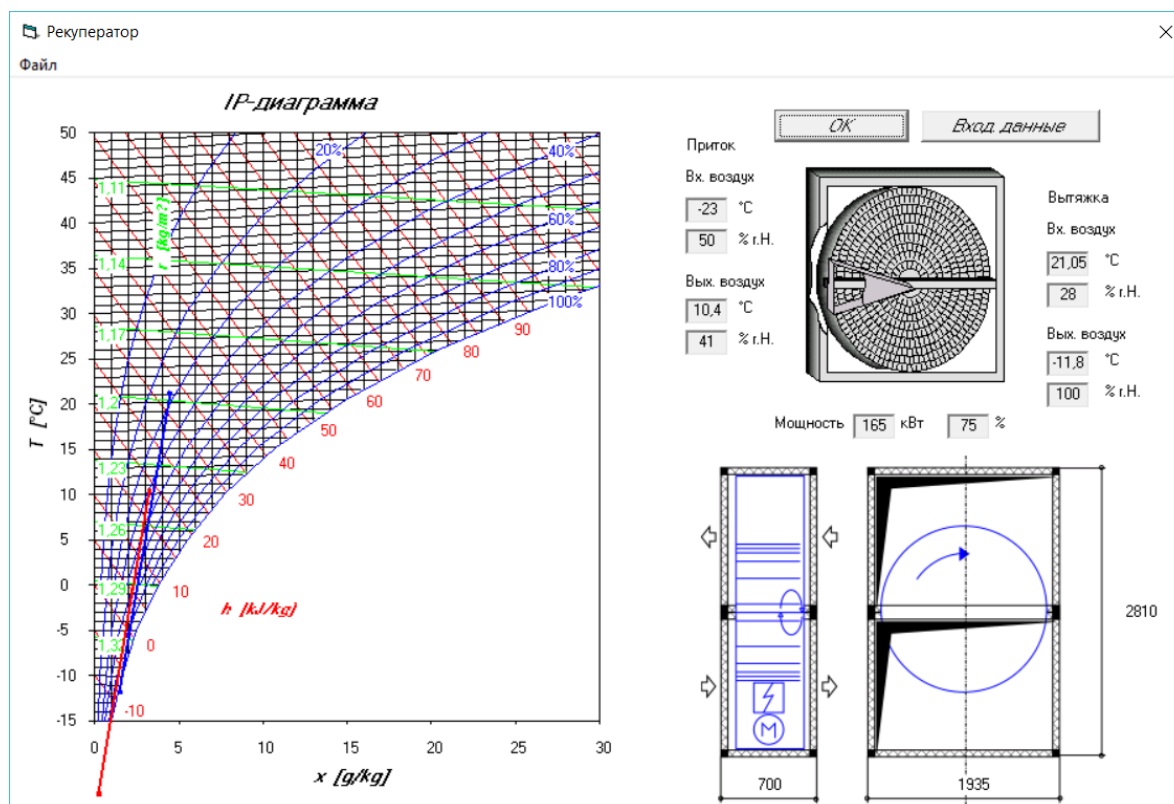 Рекуператор
Файл
IP-диаграмма
50
45
40
35
30
25
20
15
10
5
0
-5
-10
-15
T [°C]
1,11
1,14
1,17
1,2
1,23
1,26
1,29
1,32
20%
40%
60%
80%
100%
90
80
70
60
50
40
30
20
10
0
-10
h [kJ/kg]
0 5 10 15 20 25 30
x [g/kg]
OK
Вход данные
Приток
Вх. воздух
-23 °C
50 % r.H.
Вых. воздух
10,4 °C
41 % r.H.
Вытяжка
Вх. воздух
21,05 °C
28 % r.H.
Вых. воздух
-11,8 °C
100 % r.H.
Мощность 165 кВт 75 %
M
2810
700
1935